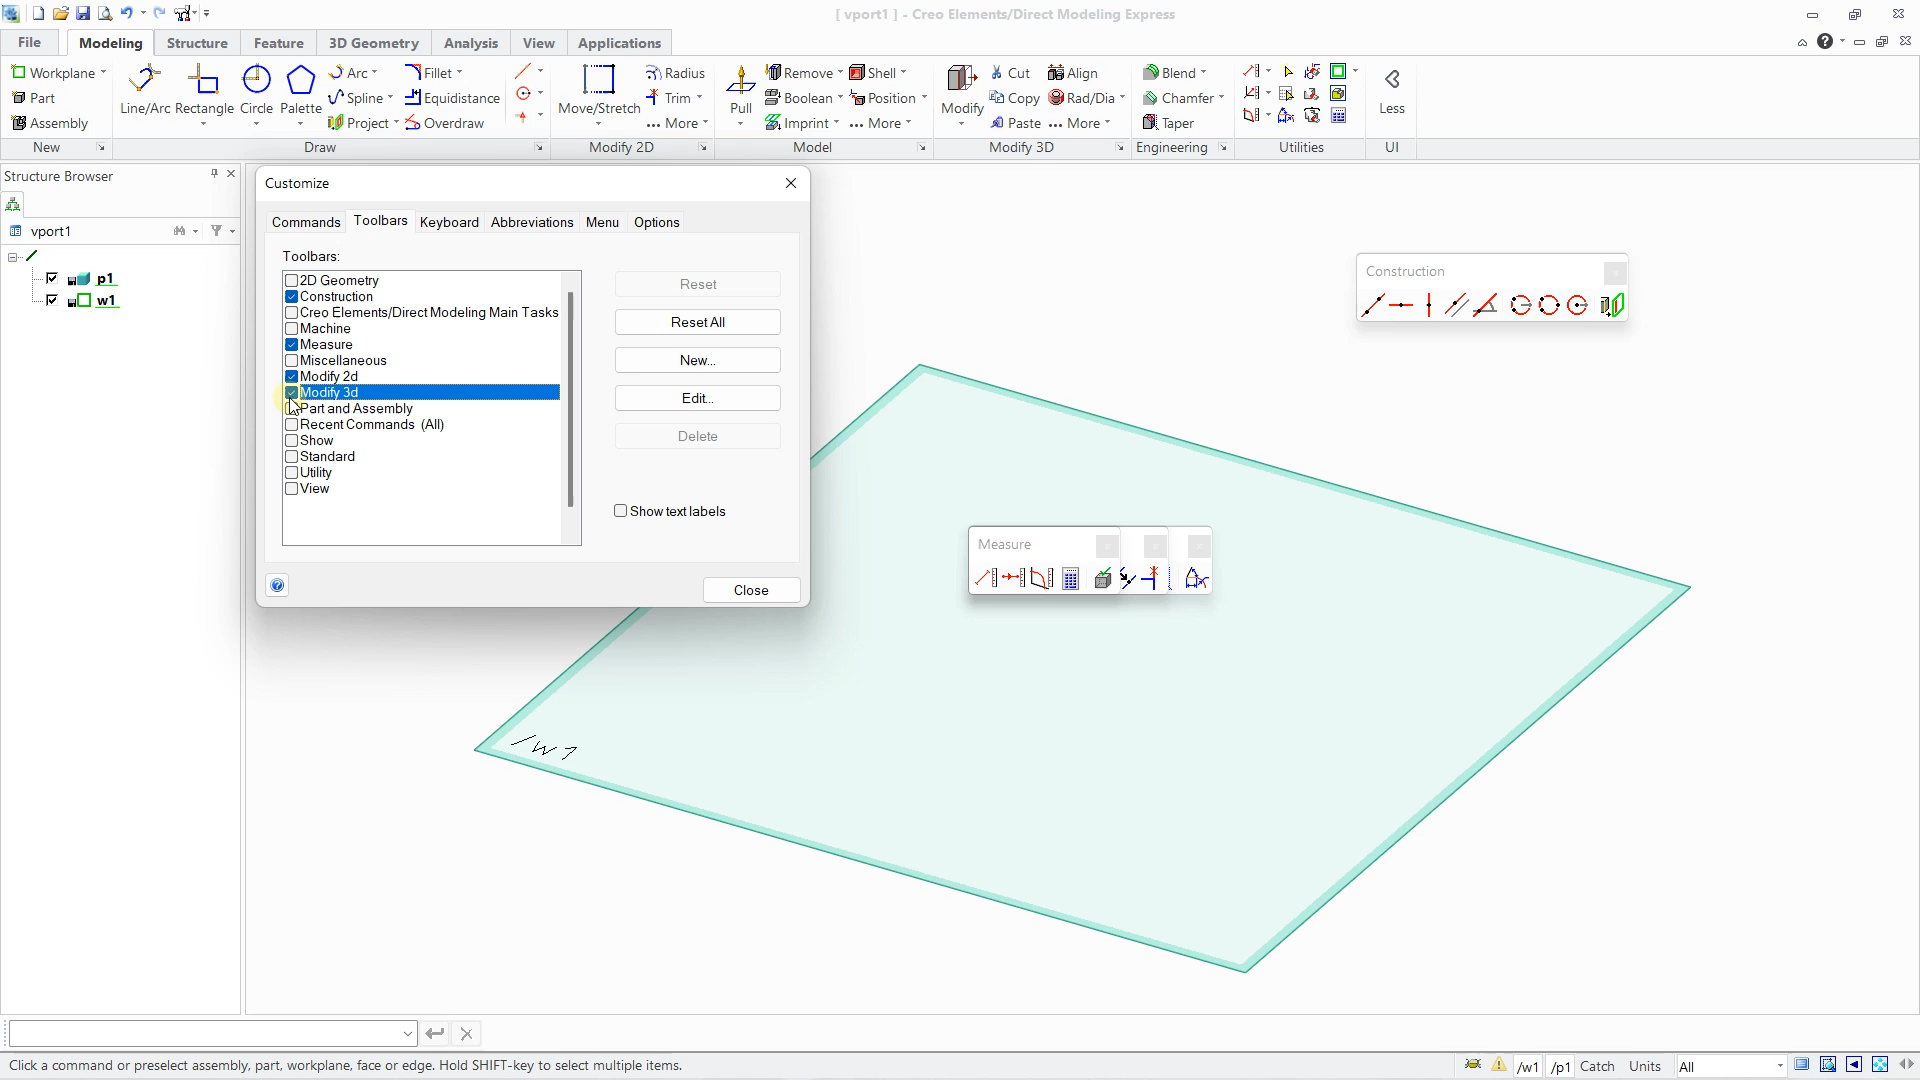 [ vport1 ] - Creo Elements/Direct Modeling Express
File Modeling Structure Feature 3D Geometry Analysis View Applications
Workplane Arc Fillet Radius Remove Shell Cut Align Blend
Part Line/Arc Rectangle Circle Palette Spline Equidistance Move/Stretch Trim Pull Boolean Position Modify Copy Rad/Dia Chamfer Less
Assembly Project Overdraw ... More Imprint ... More Paste ... More Taper
New Draw Modify 2D Model Modify 3D Engineering Utilities UI
Structure Browser
vport1
p1
w1
Customize
Commands Toolbars Keyboard Abbreviations Menu Options
Toolbars:
2D Geometry
Construction
Creo Elements/Direct Modeling Main Tasks
Machine
Measure
Miscellaneous
Modify 2d
Modify 3d
Part and Assembly
Recent Commands (All)
Show
Standard
Utility
View
Reset
Reset All
New...
Edit...
Delete
Show text labels
Close
Construction
Measure
/w1
Click a command or preselect assembly, part, workplane, face or edge. Hold SHIFT-key to select multiple items.
/w1 /p1 Catch Units All